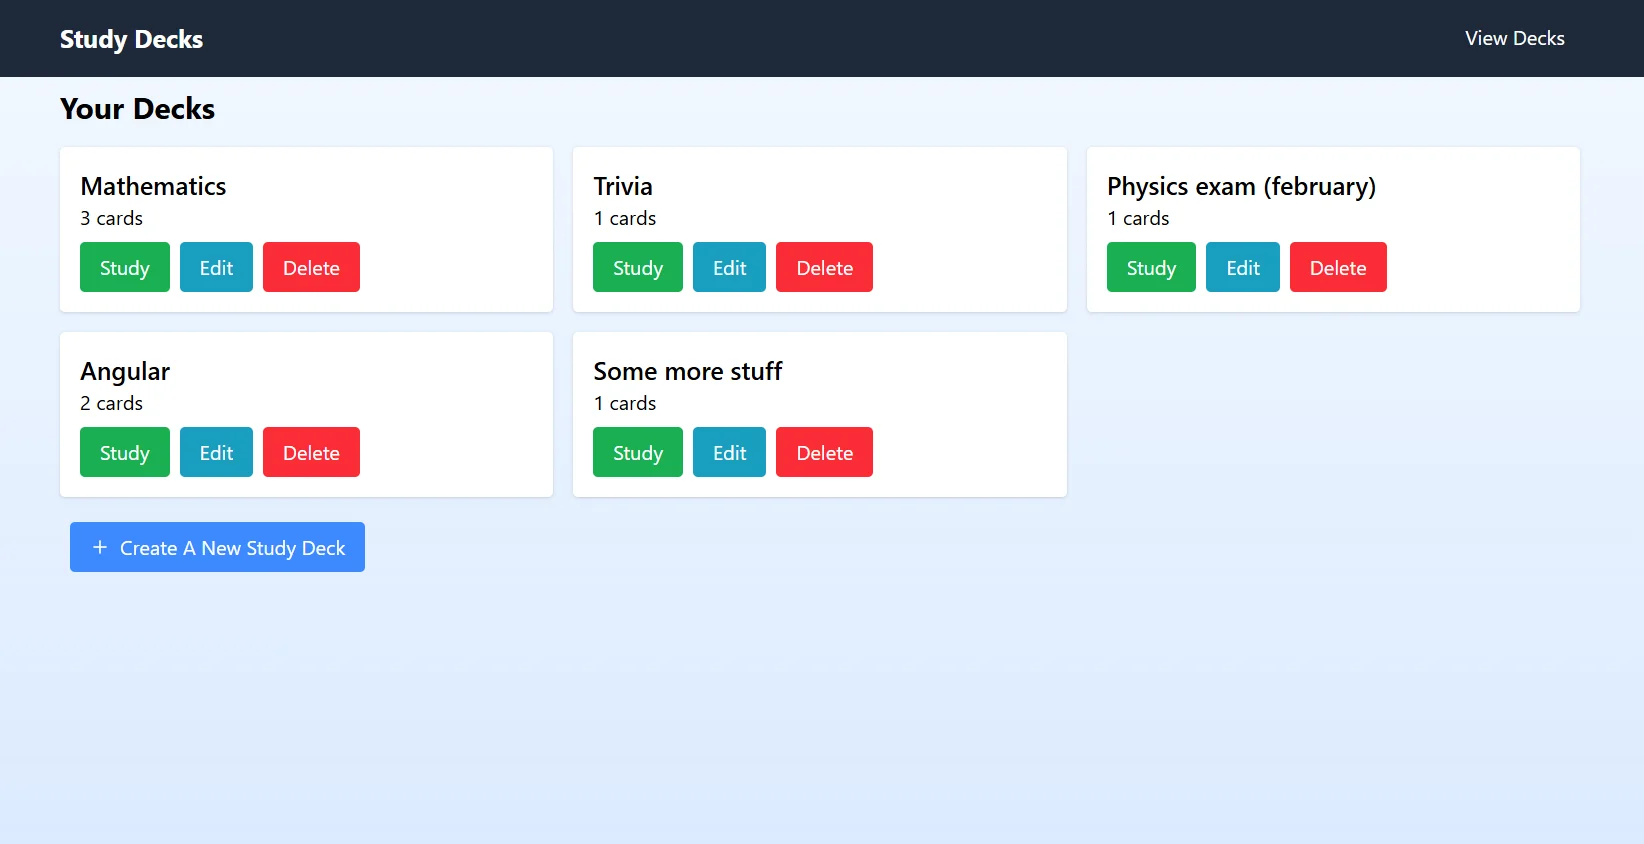 Study Decks
View Decks
Your Decks
Mathematics
3 cards
Study Edit Delete
Trivia
1 cards
Study Edit Delete
Physics exam (february)
1 cards
Study Edit Delete
Angular
2 cards
Study Edit Delete
Some more stuff
1 cards
Study Edit Delete
+ Create A New Study Deck